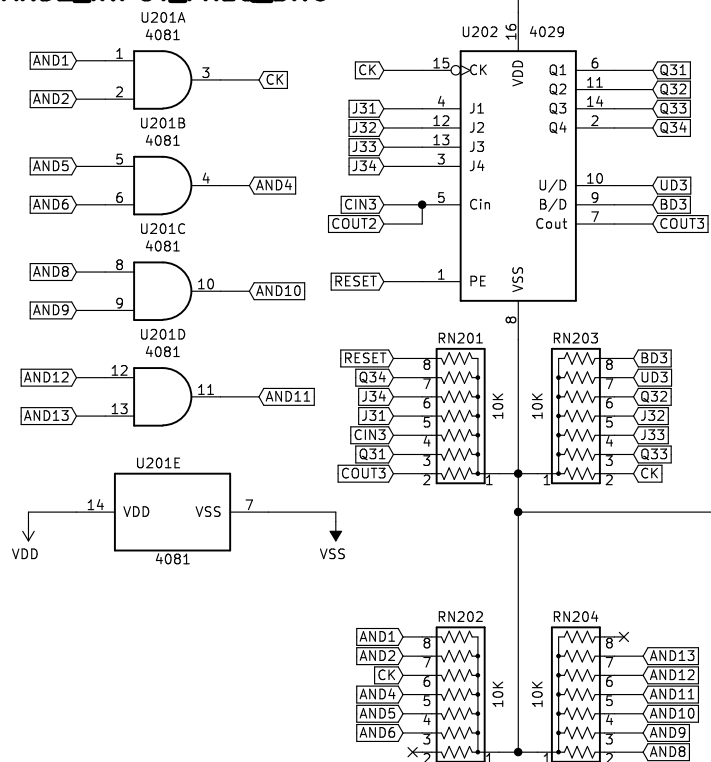 U201A
4081
AND1 1
AND2 2
3 CK
U201B
4081
AND5 5
AND6 6
4 AND4
U201C
4081
AND8 8
AND9 9
10 AND10
U201D
4081
AND12 12
AND13 13
11 AND11
U201E
14 VDD VSS 7
4081
VDD
VSS
U202 16 4029
CK 15 CK VDD Q1 6 Q31
Q2 11 Q32
J31 4 J1 Q3 14 Q33
J32 12 J2 Q4 2 Q34
J33 13 J3
J34 3 J4
U/D 10 UD3
CIN3 5 Cin B/D 9 BD3
COUT2 Cout 7 COUT3
RESET 1 PE VSS
8
RN201
RESET 8
Q34 7
J34 6
J31 5
CIN3 4
Q31 3
COUT3 2
10K
1
RN203
8 BD3
7 UD3
6 Q32
5 J32
4 J33
3 Q33
2 CK
10K
1
RN202
AND1 8
AND2 7
CK 6
AND4 5
AND5 4
AND6 3
2
10K
1
RN204
8
7 AND13
6 AND12
5 AND11
4 AND10
3 AND9
2 AND8
10K
1